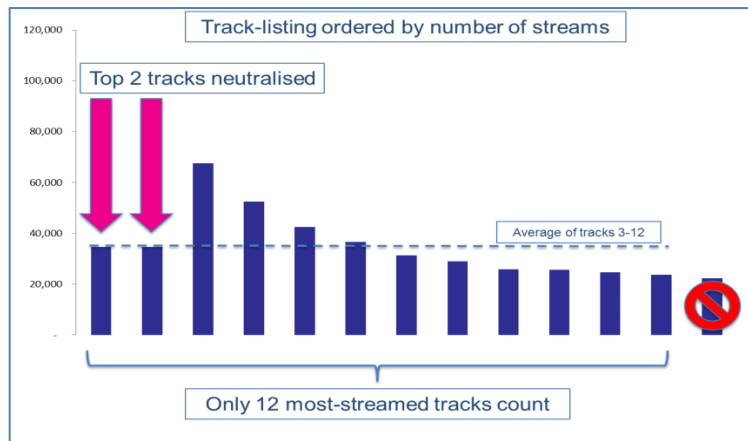 Track-listing ordered by number of streams
120,000
100,000
Top 2 tracks neutralised
80,000
60,000
40,000
Average of tracks 3-12
20,000
-
Only 12 most-streamed tracks count